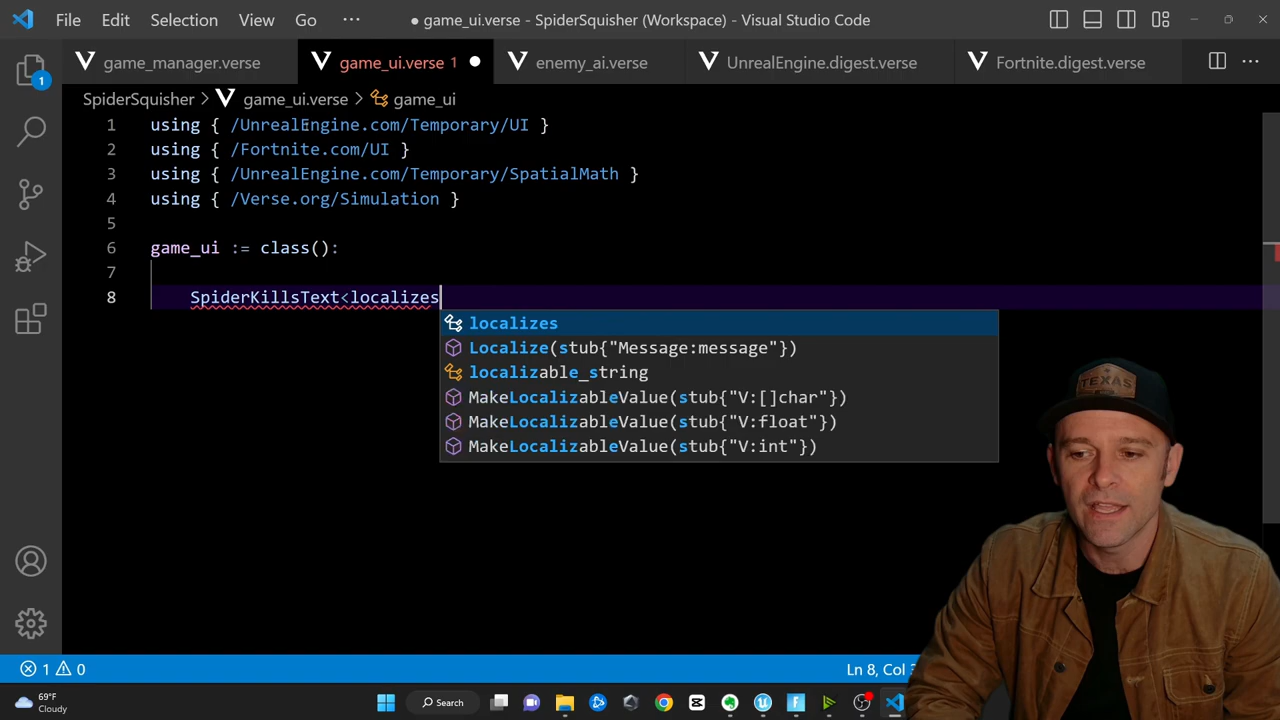 File Edit Selection View Go ··· ● game_ui.verse - SpiderSquisher (Workspace) - Visual Studio Code
game_manager.verse game_ui.verse 1 enemy_ai.verse UnrealEngine.digest.verse Fortnite.digest.verse
SpiderSquisher > game_ui.verse > game_ui
1 using { /UnrealEngine.com/Temporary/UI }
2 using { /Fortnite.com/UI }
3 using { /UnrealEngine.com/Temporary/SpatialMath }
4 using { /Verse.org/Simulation }
5
6 game_ui := class():
7
8 SpiderKillsText<localizes
localizes
Localize(stub{"Message:message"})
localizable_string
MakeLocalizableValue(stub{"V:[]char"})
MakeLocalizableValue(stub{"V:float"})
MakeLocalizableValue(stub{"V:int"})
1
TEXAS
1 0 Ln 8, Col 3
69°F
Cloudy
Search